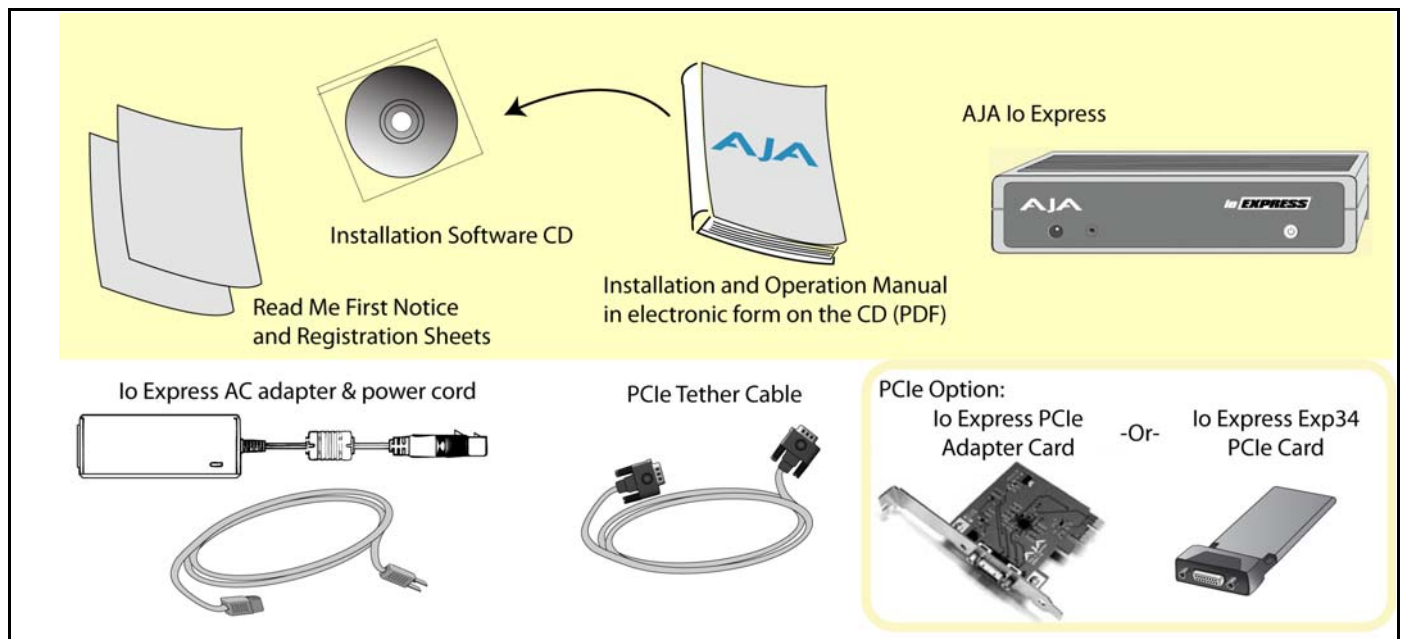 AJA Io Express
AJA
AJA
Io EXPRESS
Installation Software CD
Installation and Operation Manual
in electronic form on the CD (PDF)
Read Me First Notice
and Registration Sheets
Io Express AC adapter & power cord
PCIe Tether Cable
PCIe Option:
Io Express PCIe
Adapter Card
-Or-
Io Express Exp34
PCIe Card
AJA